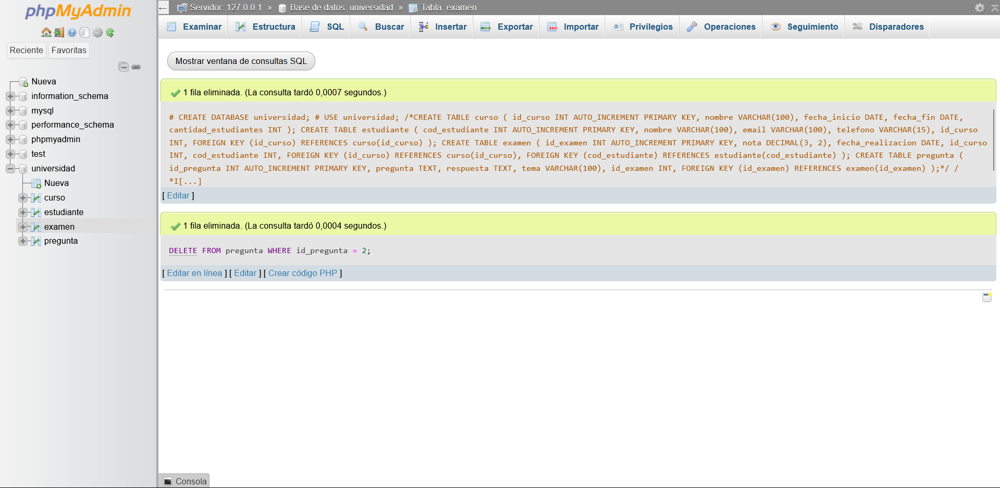 phpMyAdmin
Reciente Favoritas
Nueva
information_schema
mysql
performance_schema
phpmyadmin
test
universidad
Nueva
curso
estudiante
examen
pregunta
← Servidor: 127.0.0.1 » Base de datos: universidad » Tabla: examen
Examinar Estructura SQL Buscar Insertar Exportar Importar Privilegios Operaciones Seguimiento Disparadores
Mostrar ventana de consultas SQL
1 fila eliminada. (La consulta tardó 0,0007 segundos.)
# CREATE DATABASE universidad; # USE universidad; /*CREATE TABLE curso ( id_curso INT AUTO_INCREMENT PRIMARY KEY, nombre VARCHAR(100), fecha_inicio DATE, fecha_fin DATE,
cantidad_estudiantes INT ); CREATE TABLE estudiante ( cod_estudiante INT AUTO_INCREMENT PRIMARY KEY, nombre VARCHAR(100), email VARCHAR(100), telefono VARCHAR(15), id_curso
INT, FOREIGN KEY (id_curso) REFERENCES curso(id_curso) ); CREATE TABLE examen ( id_examen INT AUTO_INCREMENT PRIMARY KEY, nota DECIMAL(3, 2), fecha_realizacion DATE, id_curso
INT, cod_estudiante INT, FOREIGN KEY (id_curso) REFERENCES curso(id_curso), FOREIGN KEY (cod_estudiante) REFERENCES estudiante(cod_estudiante) ); CREATE TABLE pregunta (
id_pregunta INT AUTO_INCREMENT PRIMARY KEY, pregunta TEXT, respuesta TEXT, tema VARCHAR(100), id_examen INT, FOREIGN KEY (id_examen) REFERENCES examen(id_examen) );*/ /
*I[...]
[ Editar ]
1 fila eliminada. (La consulta tardó 0,0004 segundos.)
DELETE FROM pregunta WHERE id_pregunta = 2;
[ Editar en línea ] [ Editar ] [ Crear código PHP ]
Consola